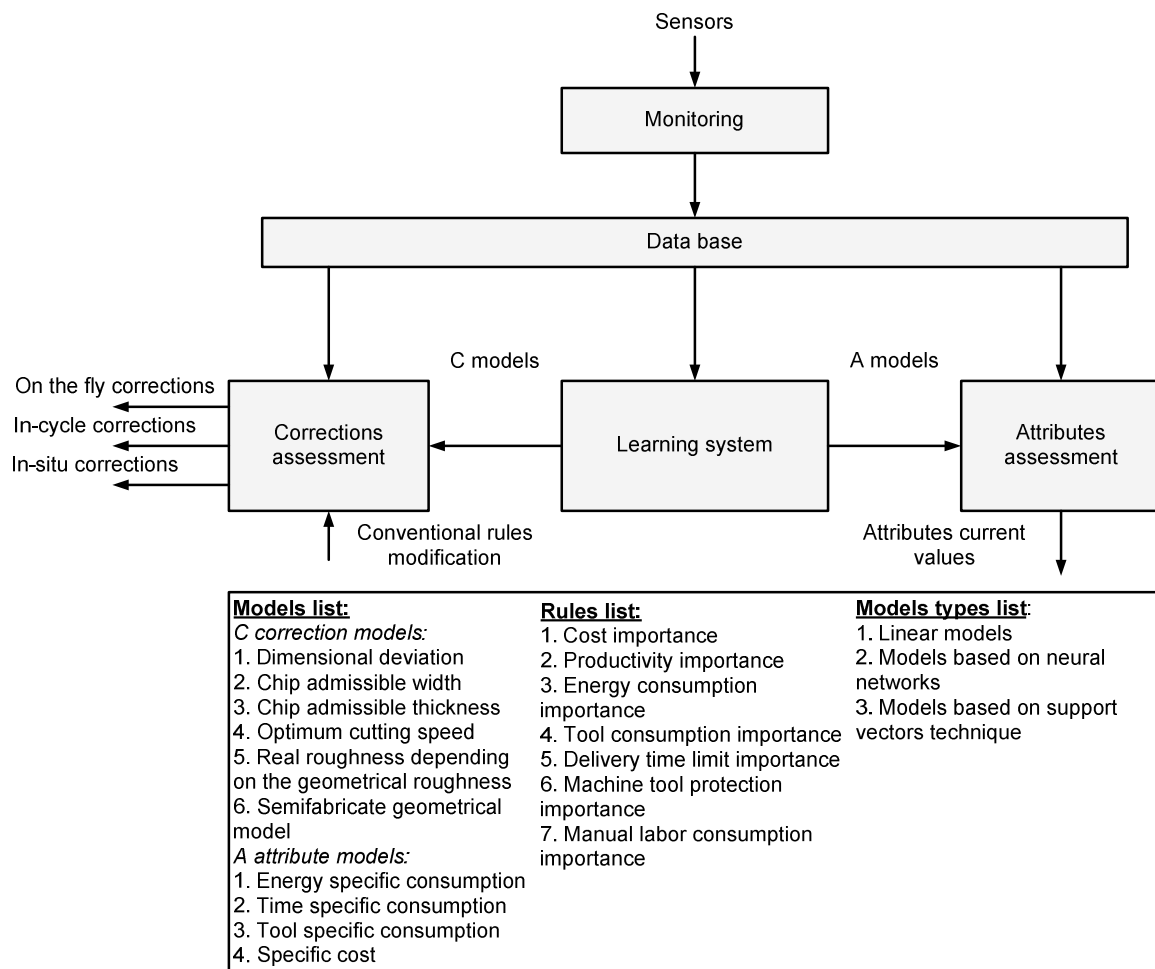 Sensors
Monitoring
Data base
C models
A models
On the fly corrections
In-cycle corrections
In-situ corrections
Corrections
assessment
Learning system
Attributes
assessment
Conventional rules
modification
Attributes current
values
Models list:
C correction models:
1. Dimensional deviation
2. Chip admissible width
3. Chip admissible thickness
4. Optimum cutting speed
5. Real roughness depending
on the geometrical roughness
6. Semifabricate geometrical
model
A attribute models:
1. Energy specific consumption
2. Time specific consumption
3. Tool specific consumption
4. Specific cost
Rules list:
1. Cost importance
2. Productivity importance
3. Energy consumption
importance
4. Tool consumption importance
5. Delivery time limit importance
6. Machine tool protection
importance
7. Manual labor consumption
importance
Models types list:
1. Linear models
2. Models based on neural
networks
3. Models based on support
vectors technique